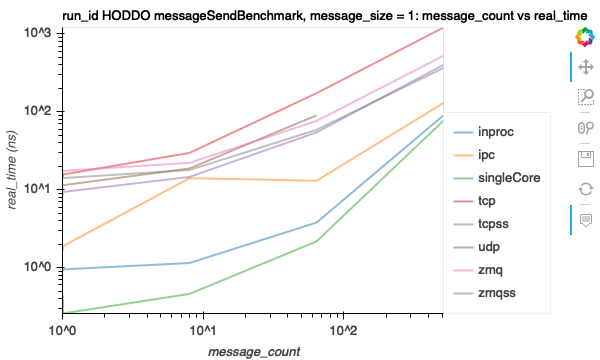 run_id HODDO messageSendBenchmark, message_size = 1: message_count vs real_time
real_time (ns)
10^3
10^2
10^1
10^0
10^0
10^1
10^2
message_count
inproc
ipc
singleCore
tcp
tcpss
udp
zmq
zmqss